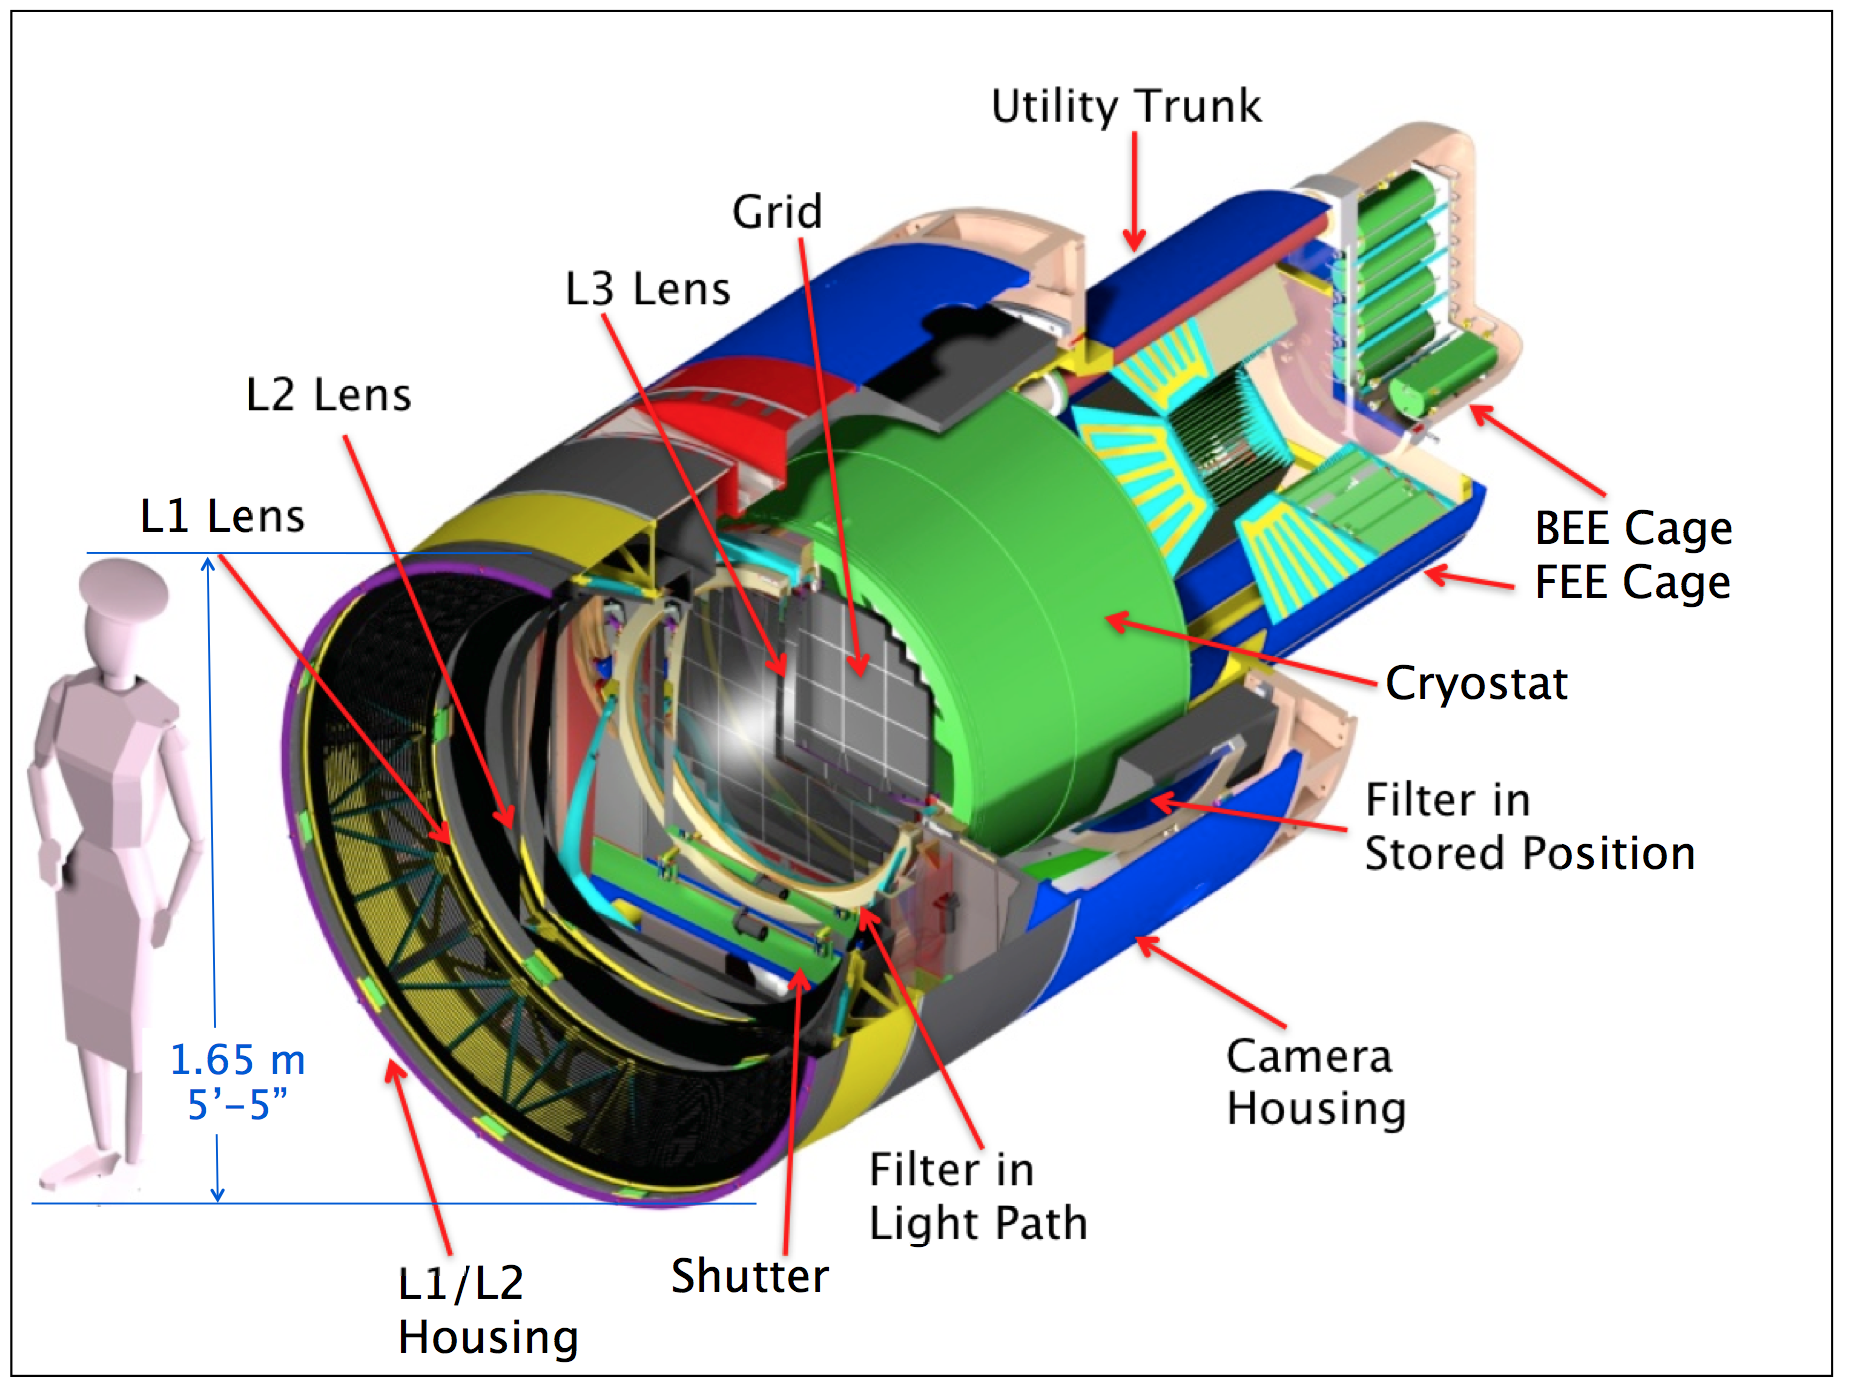 Utility Trunk
Grid
L3 Lens
L2 Lens
L1 Lens
BEE Cage
FEE Cage
Cryostat
Filter in
Stored Position
1.65 m
5’-5”
Camera
Housing
Filter in
Light Path
Shutter
L1/L2
Housing